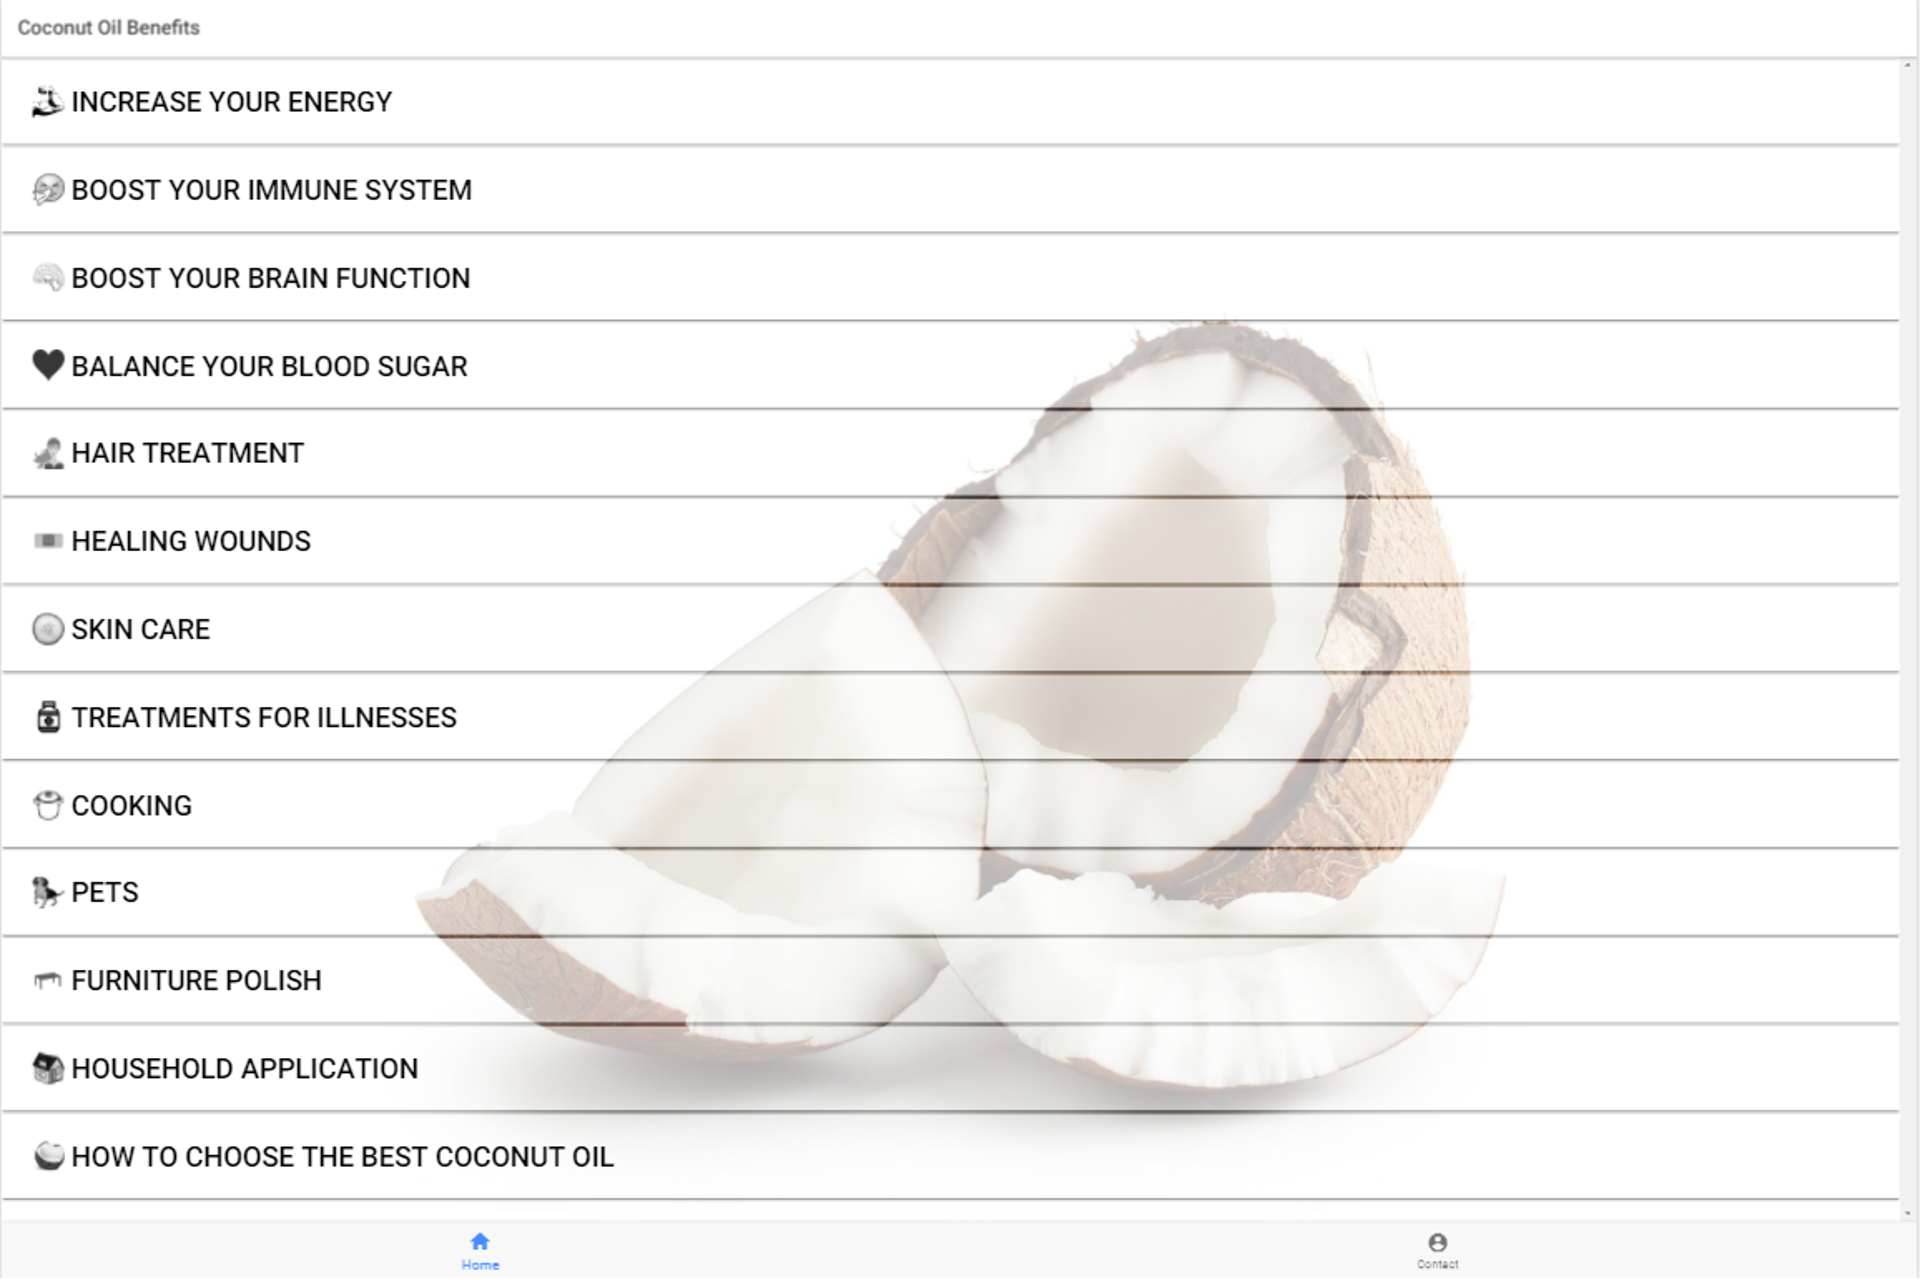 Coconut Oil Benefits
INCREASE YOUR ENERGY
BOOST YOUR IMMUNE SYSTEM
BOOST YOUR BRAIN FUNCTION
BALANCE YOUR BLOOD SUGAR
HAIR TREATMENT
HEALING WOUNDS
SKIN CARE
TREATMENTS FOR ILLNESSES
COOKING
PETS
FURNITURE POLISH
HOUSEHOLD APPLICATION
HOW TO CHOOSE THE BEST COCONUT OIL
Home
Contact